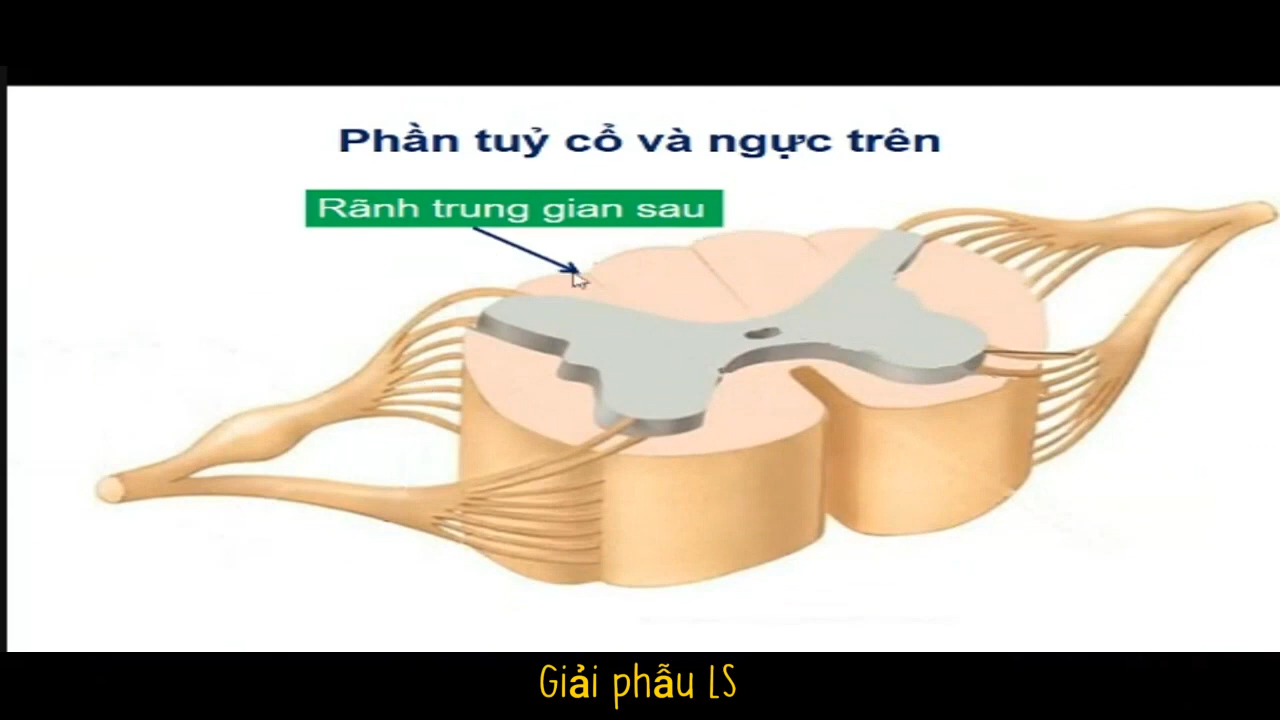 Phần tuỷ cổ và ngực trên
Rãnh trung gian sau
Giải phẫu LS